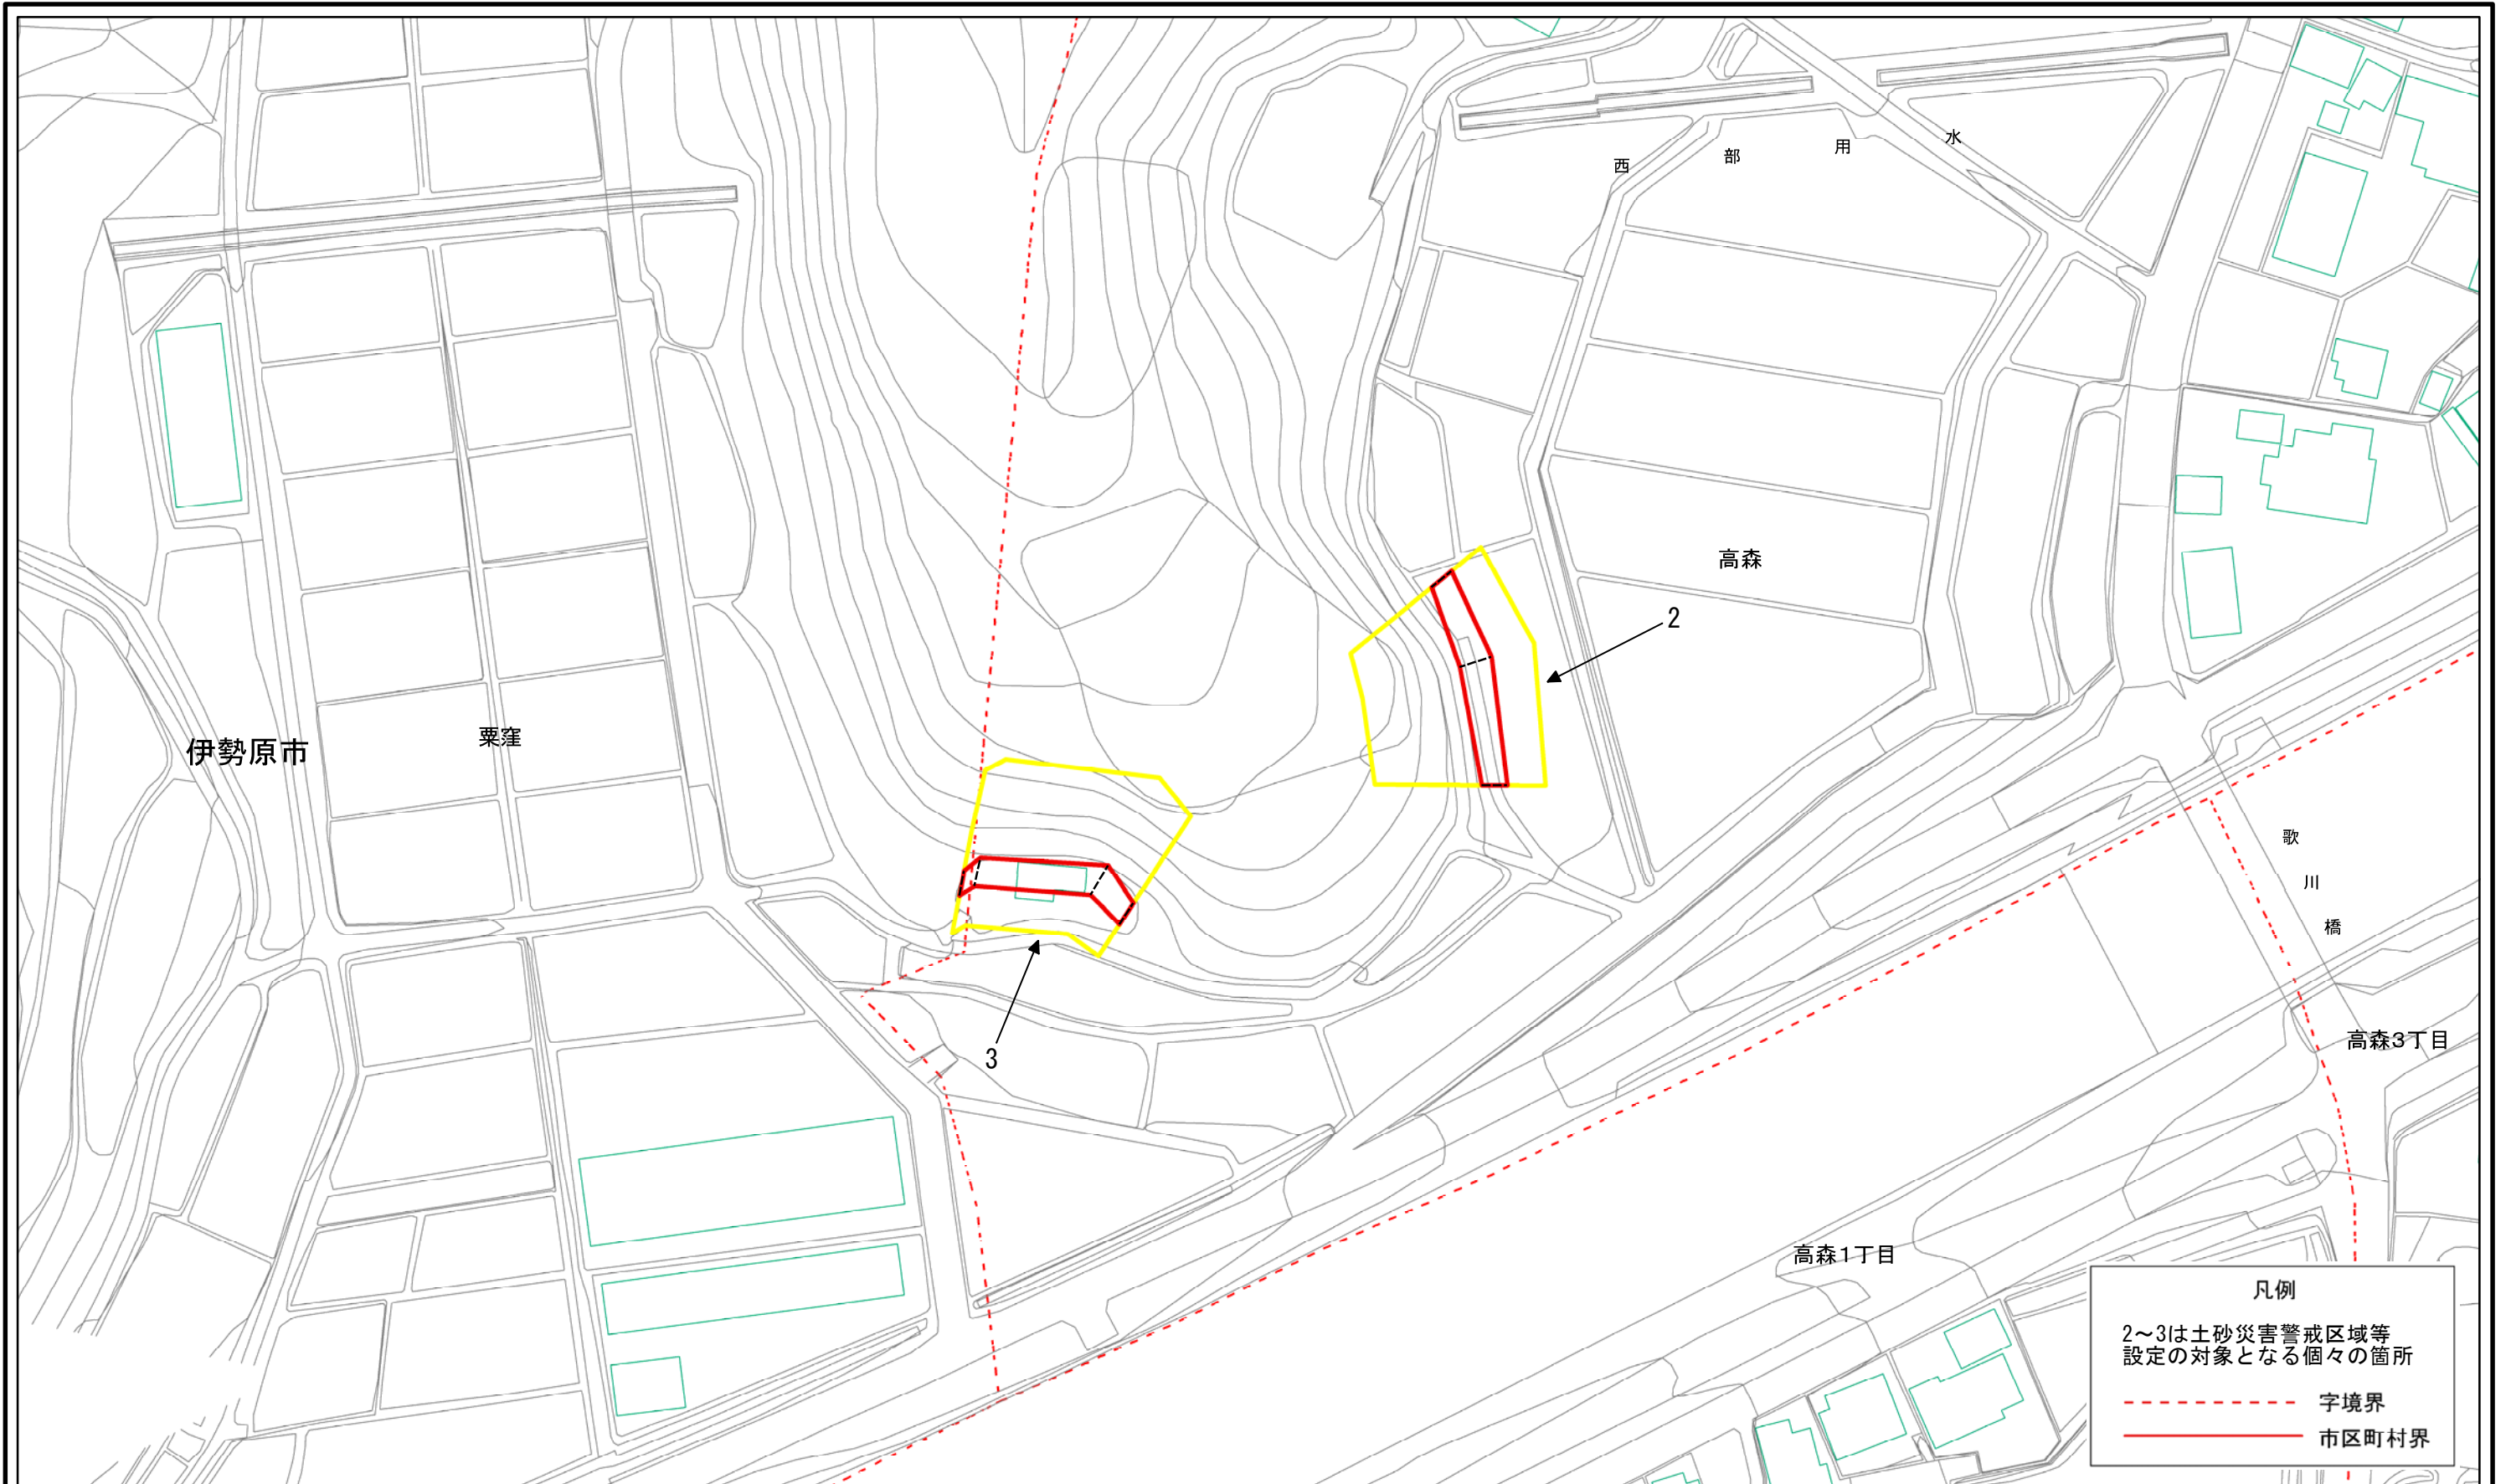 西部用水
高森
2
伊勢原市
粟窪
歌川橋
3
高森3丁目
高森1丁目
凡例
2～3は土砂災害警戒区域等
設定の対象となる個々の箇所
字境界
市区町村界